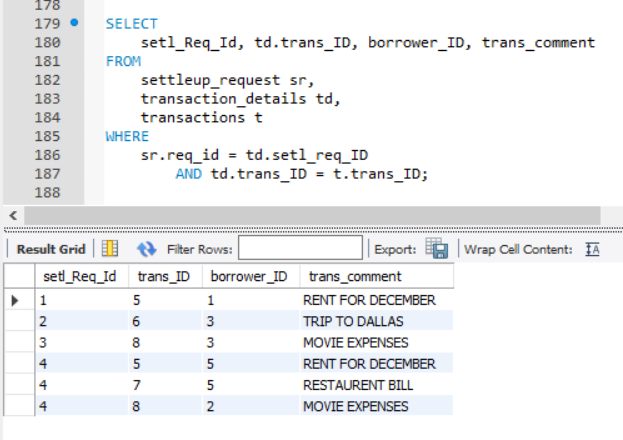 178
179 SELECT
180 setl_Req_Id, td.trans_ID, borrower_ID, trans_comment
181 FROM
182 settleup_request sr,
183 transaction_details td,
184 transactions t
185 WHERE
186 sr.req_id = td.setl_req_ID
187 AND td.trans_ID = t.trans_ID;
188
Result Grid Filter Rows: Export: Wrap Cell Content: IA
setl_Req_Id trans_ID borrower_ID trans_comment
1 5 1 RENT FOR DECEMBER
2 6 3 TRIP TO DALLAS
3 8 3 MOVIE EXPENSES
4 5 5 RENT FOR DECEMBER
4 7 5 RESTAURENT BILL
4 8 2 MOVIE EXPENSES